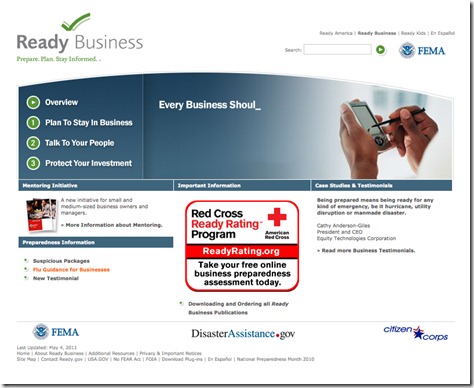 Ready America | Ready Business | Ready Kids | En Español
Ready Business
Prepare. Plan. Stay Informed.
Search:
FEMA
Overview
1 Plan To Stay In Business
2 Talk To Your People
3 Protect Your Investment
Every Business Shoul_
Mentoring Initiative
A new initiative for small and
medium-sized business owners and
managers.
» More Information about Mentoring.
Preparedness Information
Suspicious Packages
Flu Guidance for Businesses
New Testimonial
Important Information
Red Cross
Ready Rating™
Program
American Red Cross
ReadyRating.org
Take your free online
business preparedness
assessment today.
Downloading and Ordering all Ready
Business Publications
Case Studies & Testimonials
Being prepared means being ready for any
kind of emergency, be it hurricane, utility
disruption or manmade disaster.
Cathy Anderson-Giles
President and CEO
Equity Technologies Corporation
» Read more Business Testimonials.
FEMA
DisasterAssistance.gov
citizen corps
Last Updated: May 4, 2011
Home | About Ready Business | Additional Resources | Privacy & Important Notices
Site Map | Contact Ready.gov | USA.GOV | No FEAR Act | FOIA | Download Plug-ins | En Español | National Preparedness Month 2010